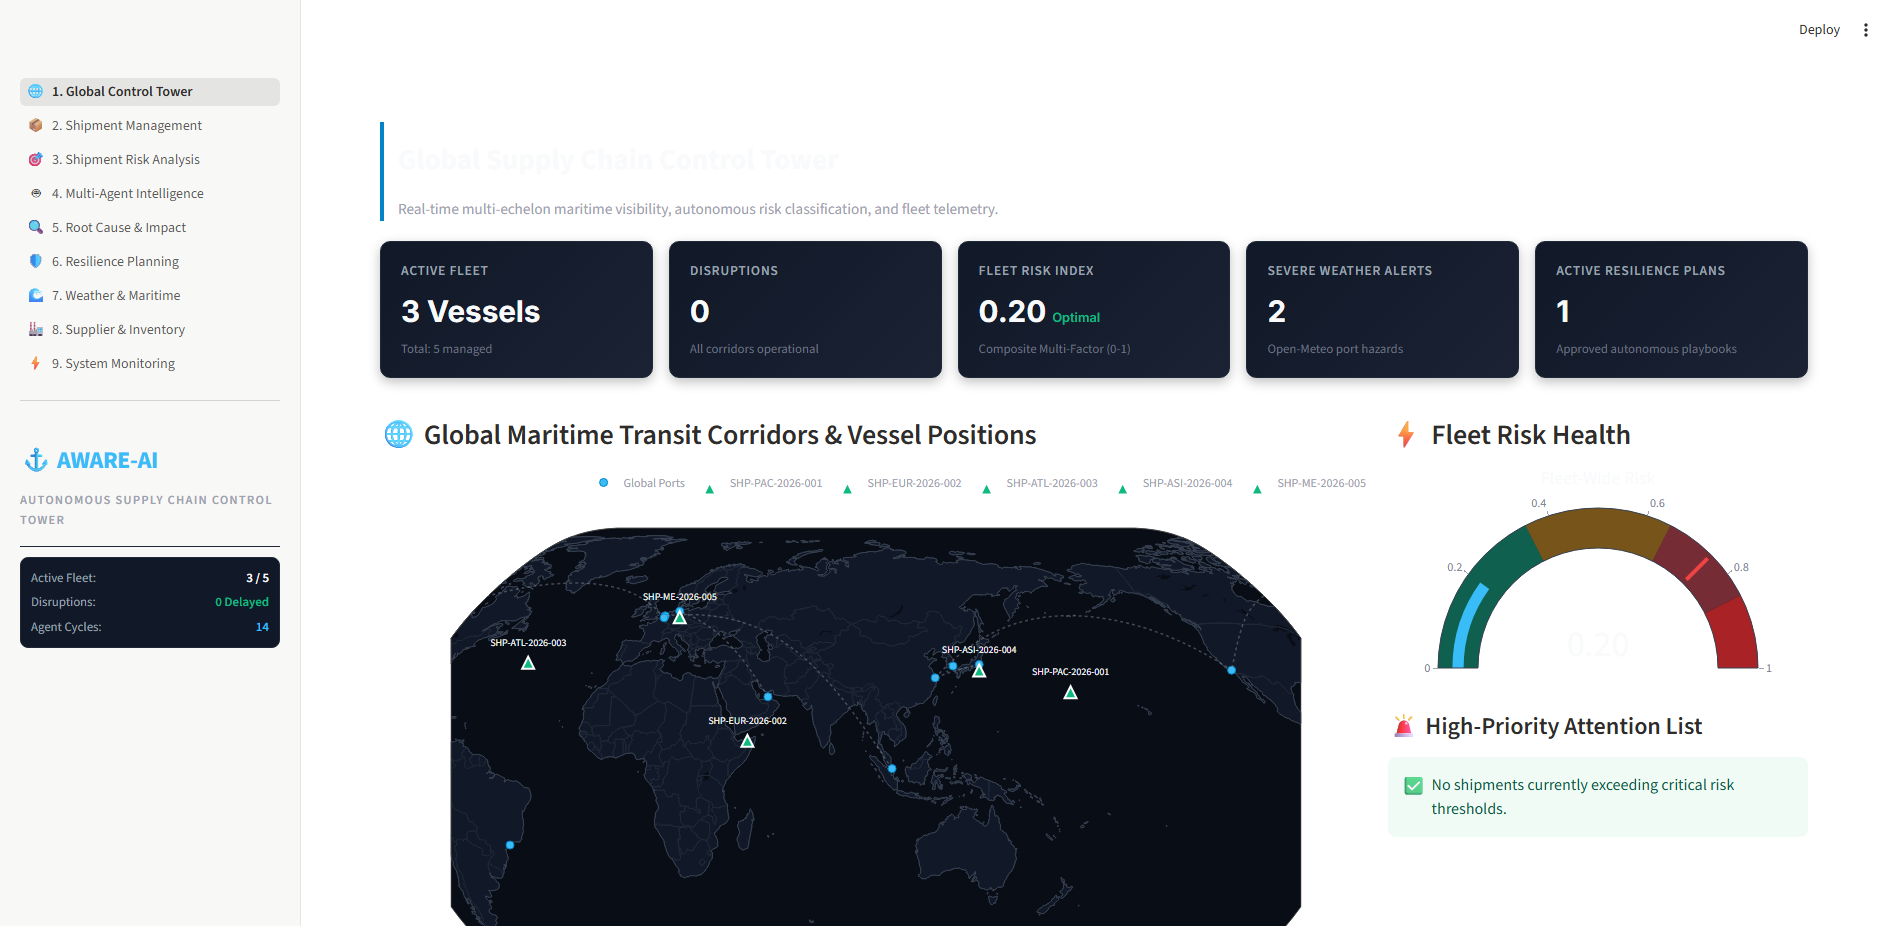 Deploy
1. Global Control Tower
2. Shipment Management
3. Shipment Risk Analysis
4. Multi-Agent Intelligence
5. Root Cause & Impact
6. Resilience Planning
7. Weather & Maritime
8. Supplier & Inventory
9. System Monitoring
AWARE-AI
AUTONOMOUS SUPPLY CHAIN CONTROL
TOWER
Active Fleet: 3 / 5
Disruptions: 0 Delayed
Agent Cycles: 14
Global Supply Chain Control Tower
Real-time multi-echelon maritime visibility, autonomous risk classification, and fleet telemetry.
ACTIVE FLEET
3 Vessels
Total: 5 managed
DISRUPTIONS
0
All corridors operational
FLEET RISK INDEX
0.20 Optimal
Composite Multi-Factor (0-1)
SEVERE WEATHER ALERTS
2
Open-Meteo port hazards
ACTIVE RESILIENCE PLANS
1
Approved autonomous playbooks
Global Maritime Transit Corridors & Vessel Positions
Global Ports SHP-PAC-2026-001 SHP-EUR-2026-002 SHP-ATL-2026-003 SHP-ASI-2026-004 SHP-ME-2026-005
SHP-ME-2026-005
SHP-ATL-2026-003
SHP-ASI-2026-004
SHP-PAC-2026-001
SHP-EUR-2026-002
Fleet Risk Health
Fleet-Wide Risk
0.4 0.6
0.2 0.8
0.20
0 1
High-Priority Attention List
No shipments currently exceeding critical risk
thresholds.